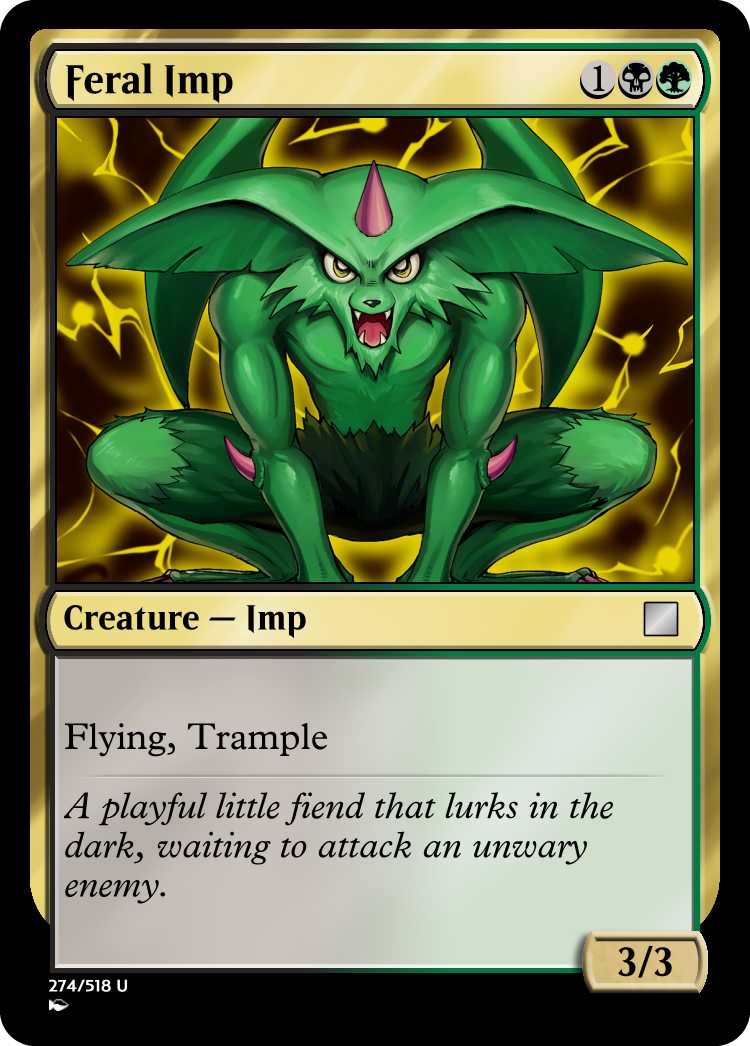 Feral Imp 1
Creature — Imp
Flying, Trample
A playful little fiend that lurks in the
dark, waiting to attack an unwary
enemy.
3/3
274/518 U